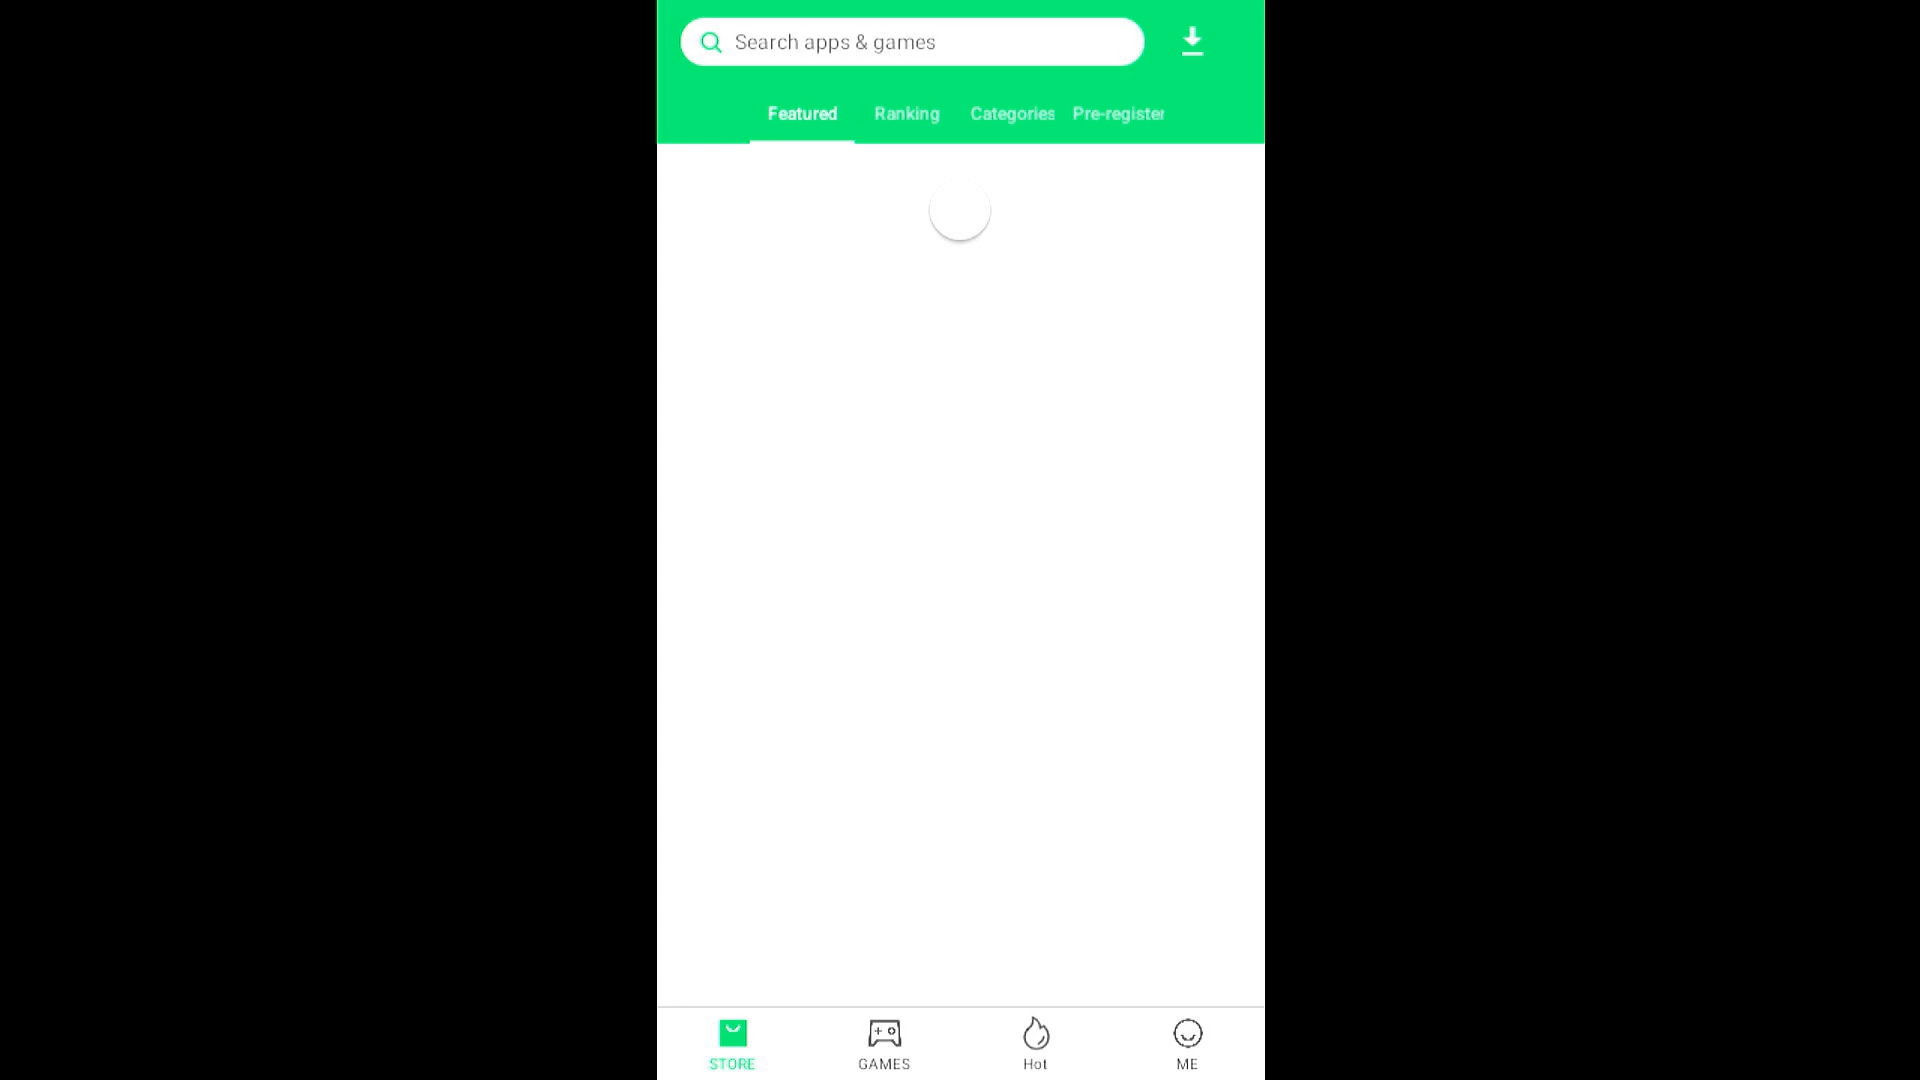 Search apps & games
Featured Ranking Categories Pre-register
STORE GAMES Hot ME